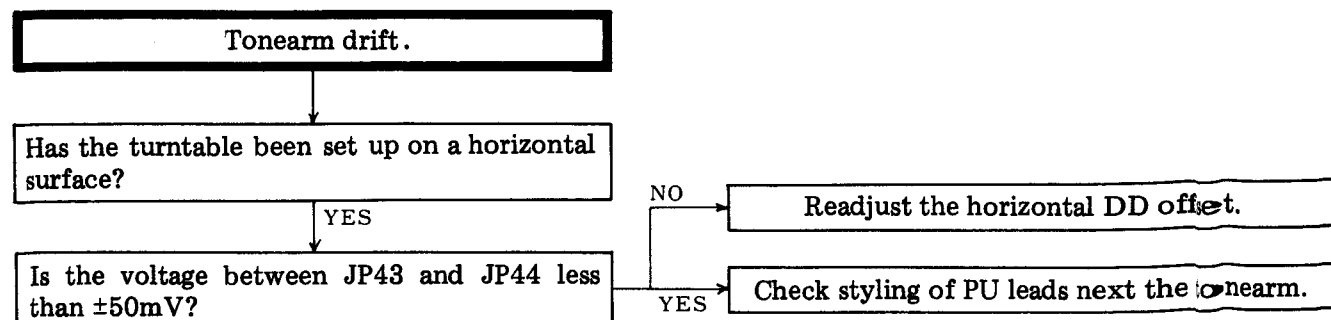 Tonearm drift.
Has the turntable been set up on a horizontal
surface?
YES
NO
Readjust the horizontal DD offset.
Is the voltage between JP43 and JP44 less
than ±50mV?
YES
Check styling of PU leads next the tonearm.